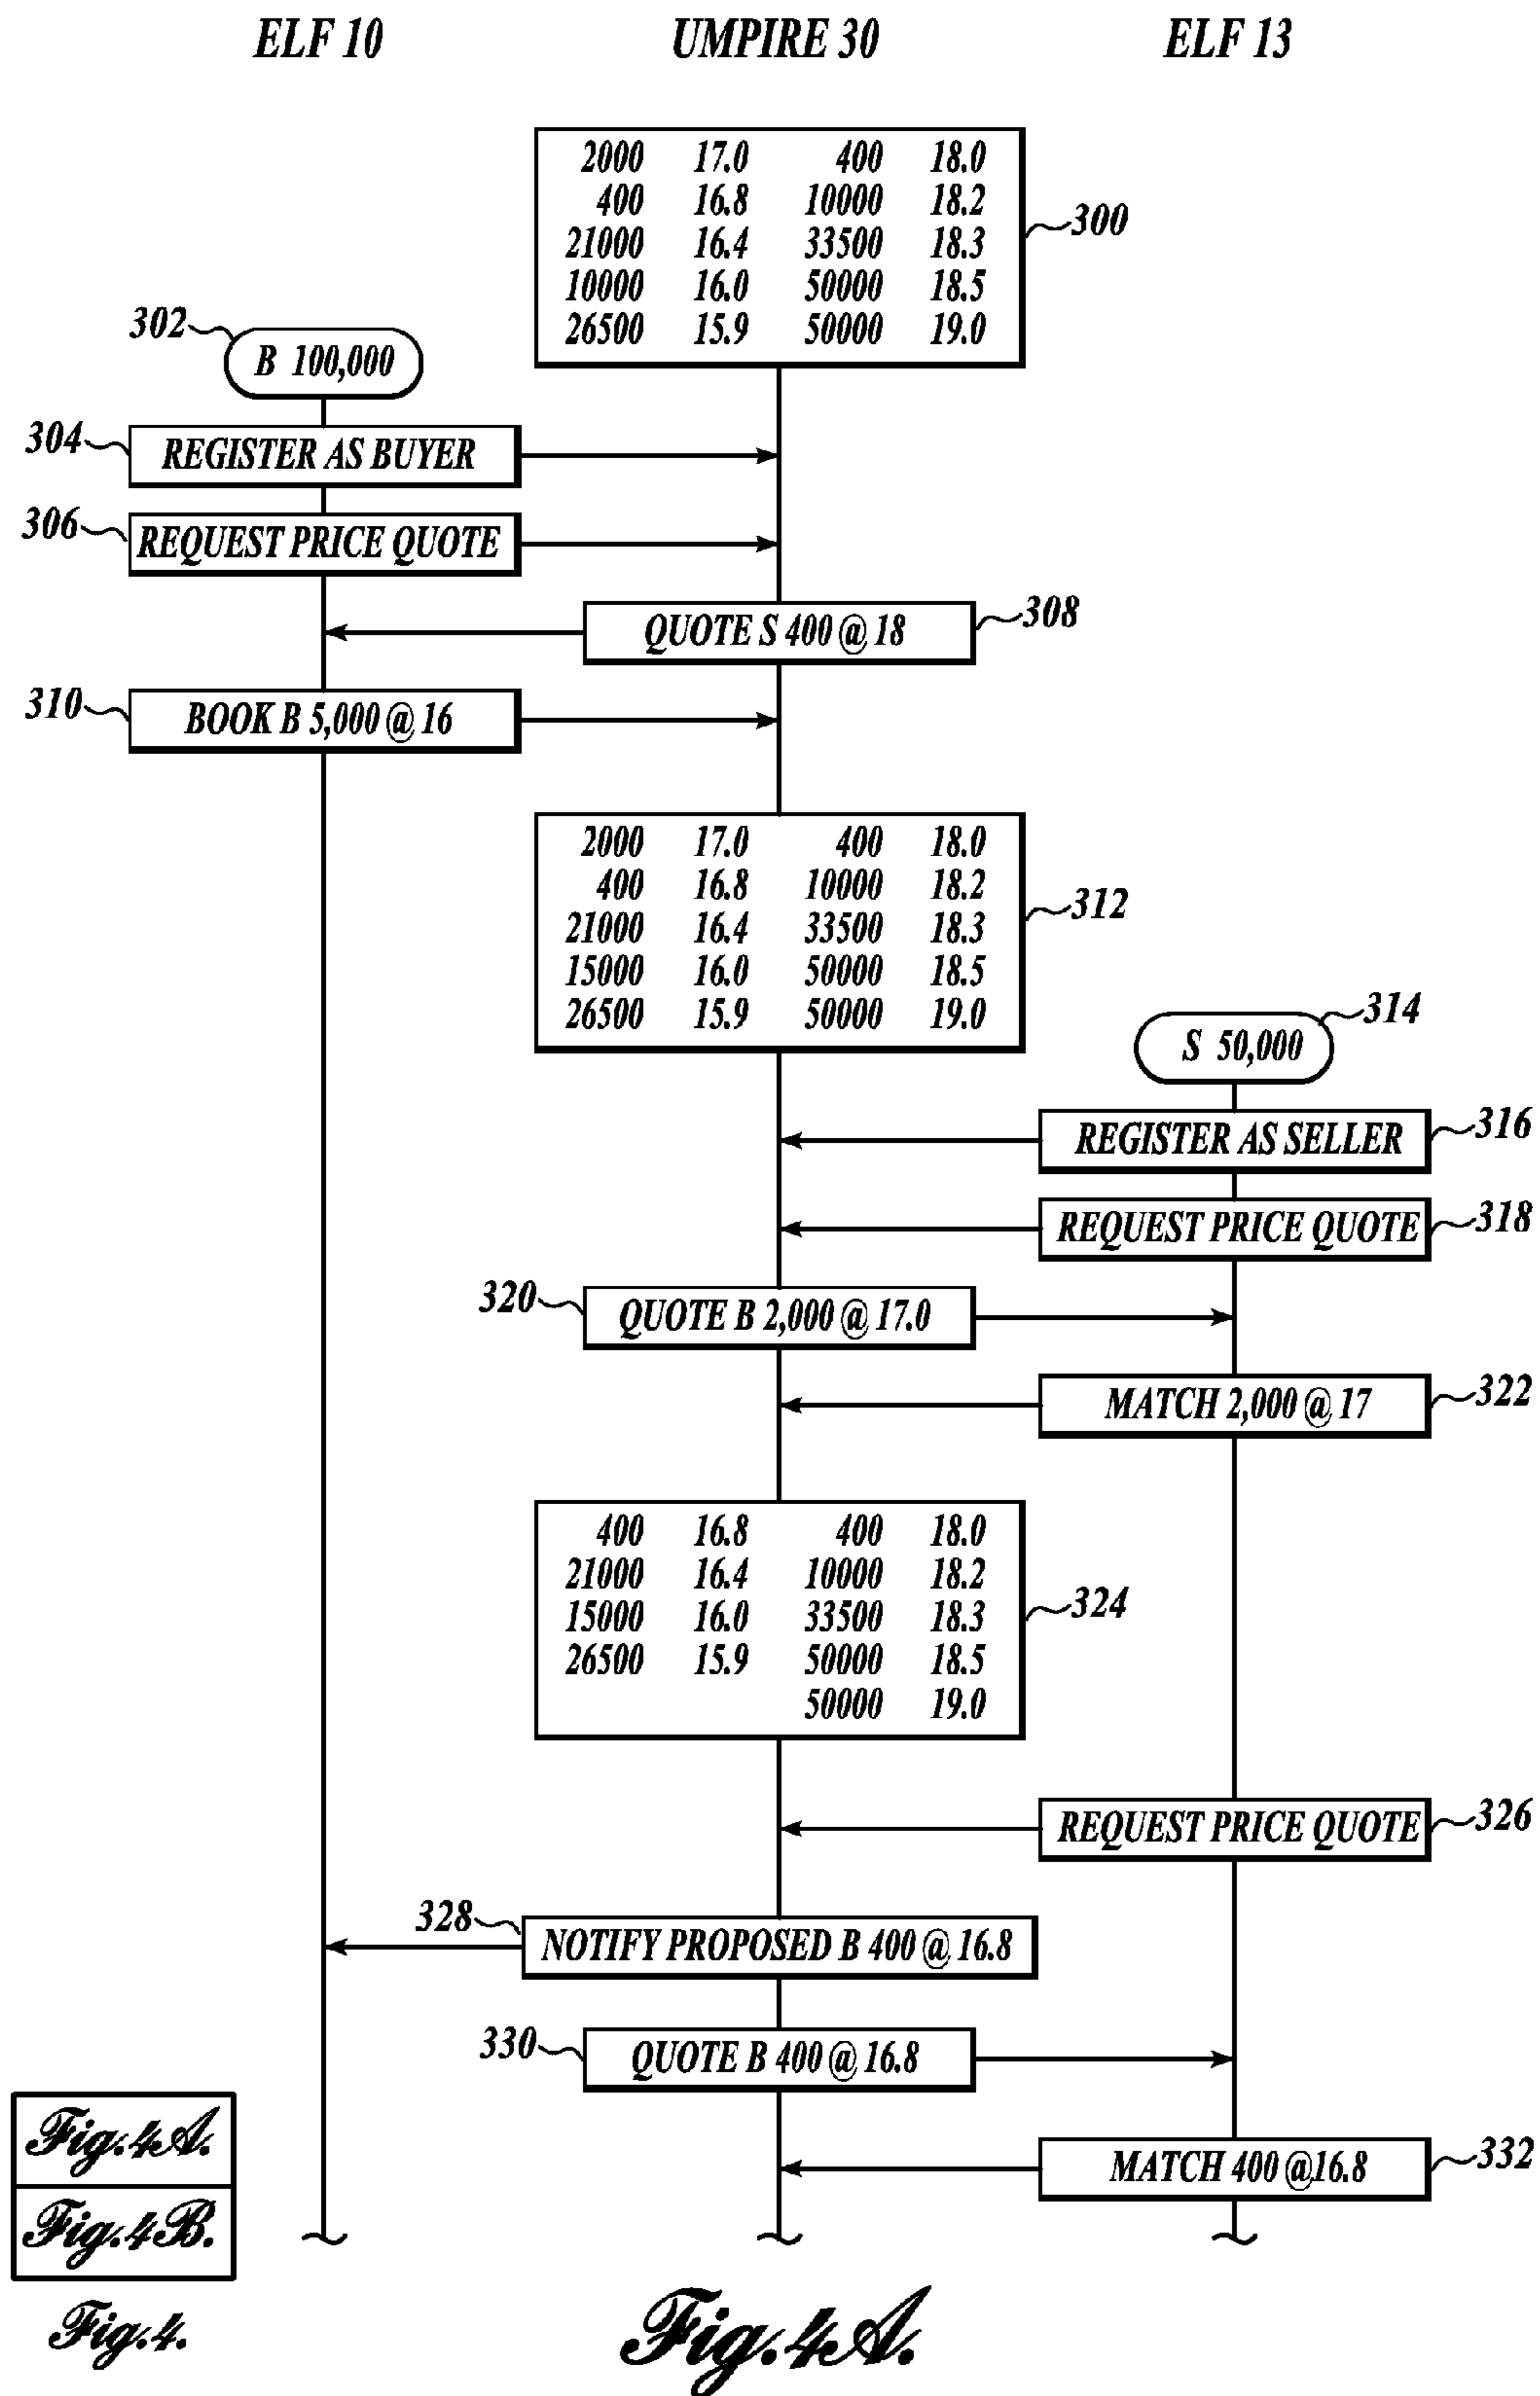 ELF 10 UMPIRE 30 ELF 13
2000 17.0 400 18.0
400 16.8 10000 18.2
21000 16.4 33500 18.3
10000 16.0 50000 18.5
26500 15.9 50000 19.0
300
302
B 100,000
304
REGISTER AS BUYER
306
REQUEST PRICE QUOTE
QUOTE S 400 @ 18
308
310
BOOK B 5,000 @ 16
2000 17.0 400 18.0
400 16.8 10000 18.2
21000 16.4 33500 18.3
15000 16.0 50000 18.5
26500 15.9 50000 19.0
312
314
S 50,000
REGISTER AS SELLER
316
REQUEST PRICE QUOTE
318
320
QUOTE B 2,000 @ 17.0
MATCH 2,000 @ 17
322
400 16.8 400 18.0
21000 16.4 10000 18.2
15000 16.0 33500 18.3
26500 15.9 50000 18.5
50000 19.0
324
REQUEST PRICE QUOTE
326
328
NOTIFY PROPOSED B 400 @ 16.8
330
QUOTE B 400 @ 16.8
MATCH 400 @16.8
332
Fig.4A.
Fig.4B.
Fig.4.
Fig.4A.